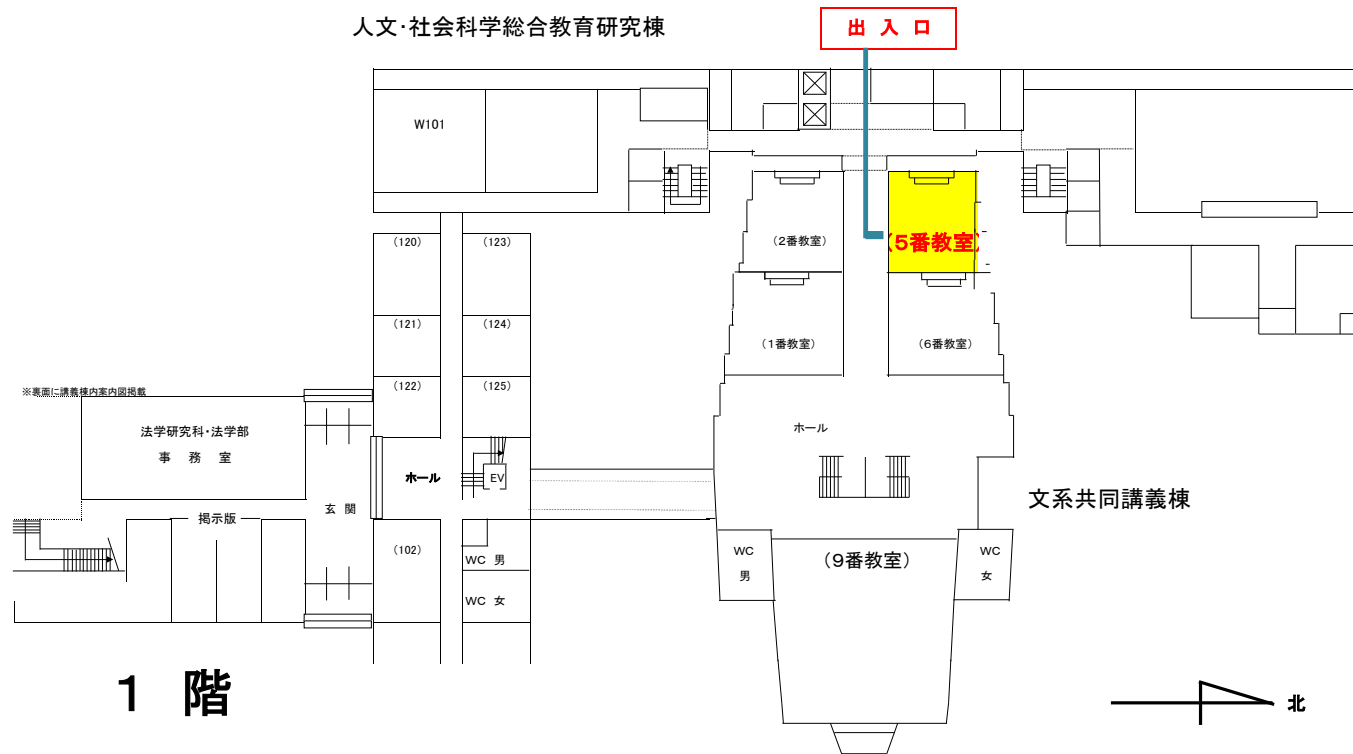 人文・社会科学総合教育研究棟
出 入 口
W101
(120)
(123)
(2番教室)
(5番教室)
(121)
(124)
(1番教室)
(6番教室)
(122)
(125)
※裏面に講義棟内案内図掲載
法学研究科・法学部
事 務 室
ホール
ホール
EV
玄 関
掲示版
文系共同講義棟
(102)
WC 男
WC 女
WC
男
(9番教室)
WC
女
1 階
北